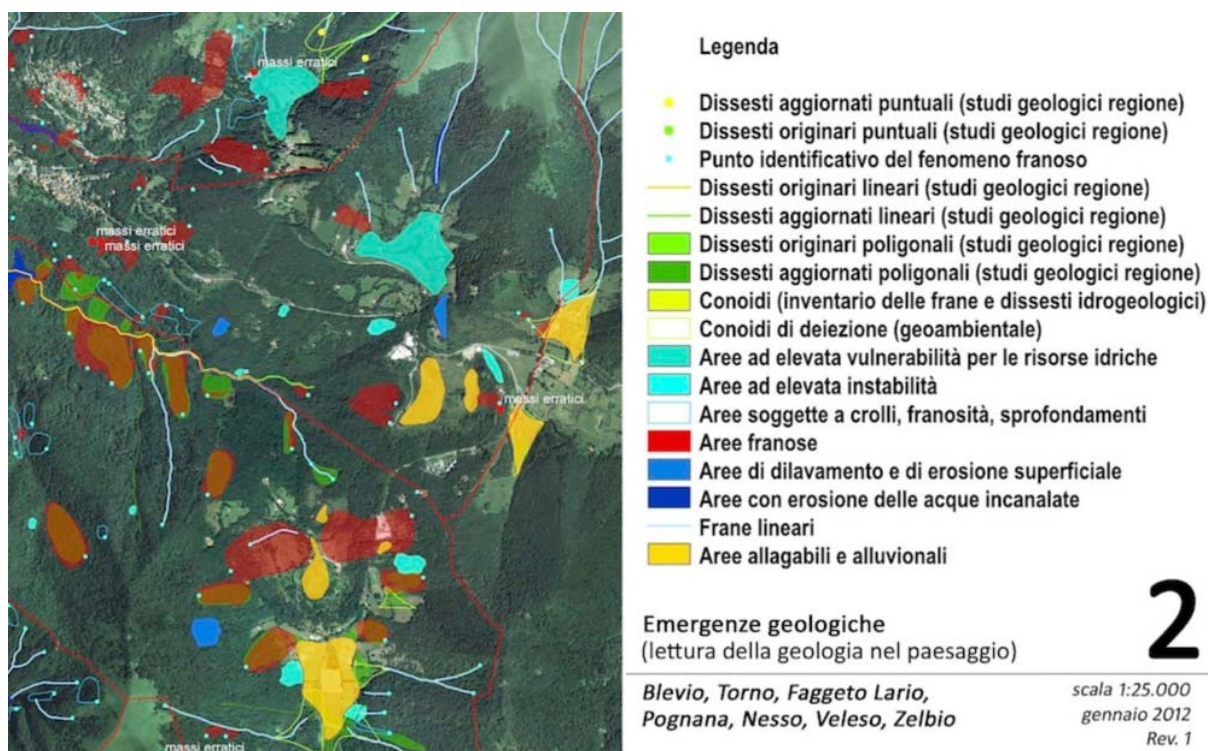 massi erratici
massi erratici
massi erratici
massi erratici
massi erratici
Legenda
Dissesti aggiornati puntuali (studi geologici regione)
Dissesti originari puntuali (studi geologici regione)
Punto identificativo del fenomeno franoso
Dissesti originari lineari (studi geologici regione)
Dissesti aggiornati lineari (studi geologici regione)
Dissesti originari poligonali (studi geologici regione)
Dissesti aggiornati poligonali (studi geologici regione)
Conoidi (inventario delle frane e dissesti idrogeologici)
Conoidi di deiezione (geoambientale)
Aree ad elevata vulnerabilità per le risorse idriche
Aree ad elevata instabilità
Aree soggette a crolli, franosità, sprofondamenti
Aree franose
Aree di dilavamento e di erosione superficiale
Aree con erosione delle acque incanalate
Frane lineari
Aree allagabili e alluvionali
Emergenze geologiche
(lettura della geologia nel paesaggio)
2
Blevio, Torno, Faggeto Lario,
Pognana, Nesso, Veleso, Zelbio
scala 1:25.000
gennaio 2012
Rev. 1